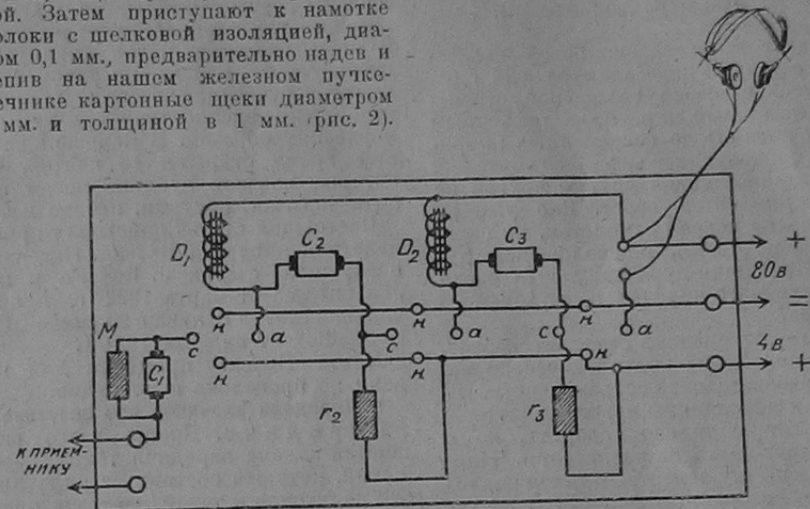 ой. Затем приступают к намотке
олоки с шелковой изоляцией, диа-
ом 0,1 мм., предварительно надев и
епив на нашем железном пучке-
ечнике картонные щеки диаметром
мм. и толщиной в 1 мм. (рис. 2).
D1 C2 D2 C3 +
80в
н а н а н а =
M C1 с с с
4в
н н н +
r2 r3
К ПРИЕМ-
НИКУ